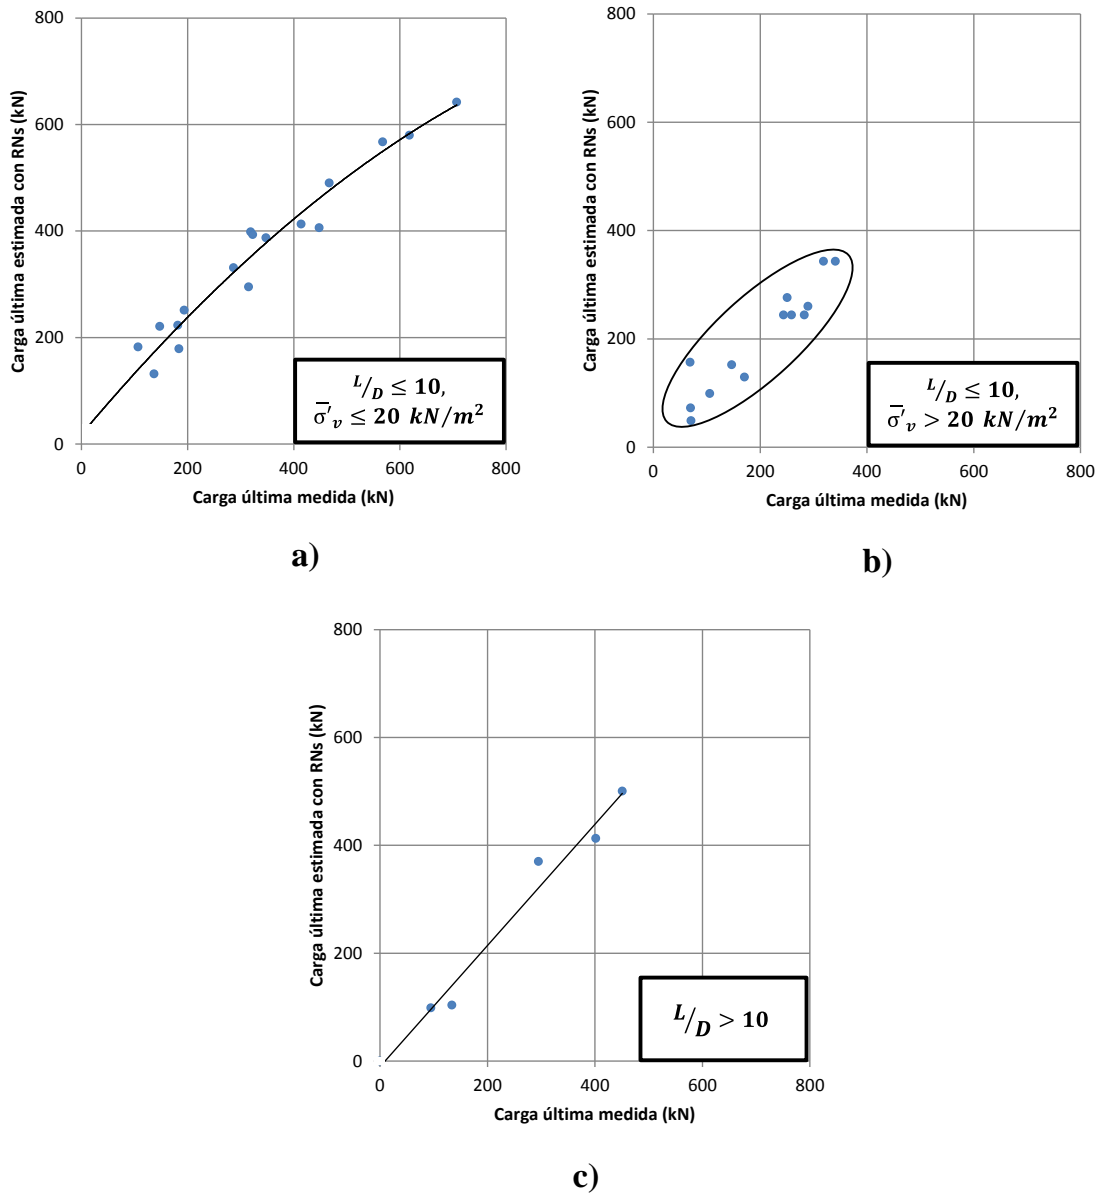 800
600
400
200
0
0 200 400 600 800
Carga última estimada con RNs (kN)
Carga última medida (kN)
L/D ≤ 10,
σ̅'v ≤ 20 kN/m²
a)
800
600
400
200
0
0 200 400 600 800
Carga última estimada con RNs (kN)
Carga última medida (kN)
L/D ≤ 10,
σ̅'v > 20 kN/m²
b)
800
600
400
200
0
0 200 400 600 800
Carga última estimada con RNs (kN)
Carga última medida (kN)
L/D > 10
c)